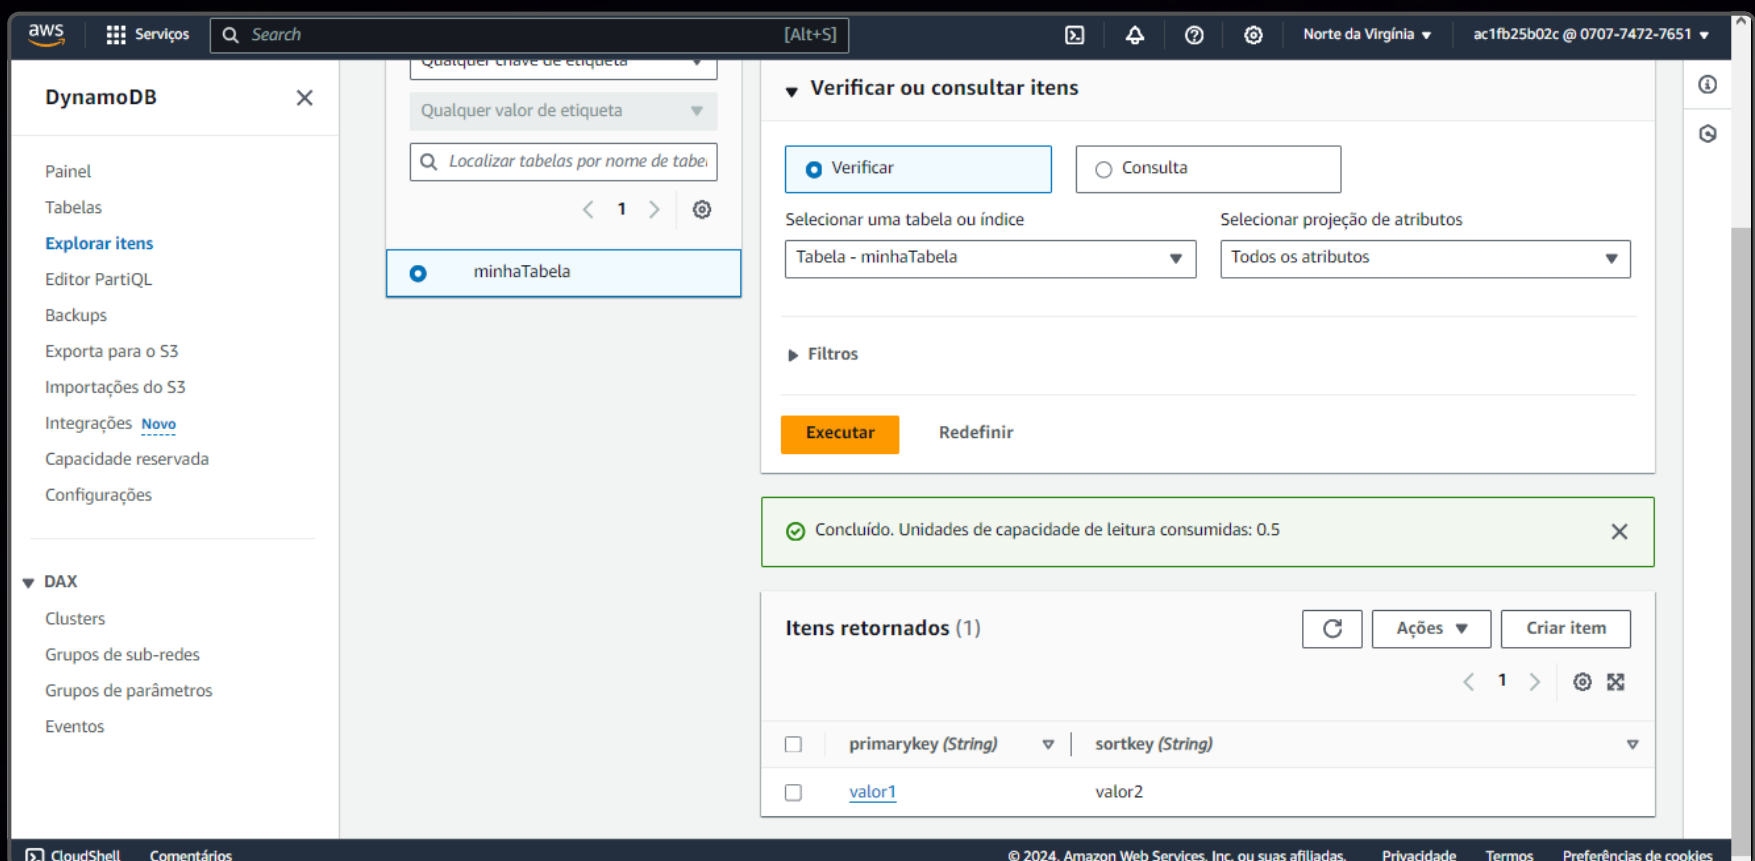 aws
Serviços
Search
[Alt+S]
Norte da Virgínia
ac1fb25b02c @ 0707-7472-7651
DynamoDB
Painel
Tabelas
Explorar itens
Editor PartiQL
Backups
Exporta para o S3
Importações do S3
Integrações Novo
Capacidade reservada
Configurações
DAX
Clusters
Grupos de sub-redes
Grupos de parâmetros
Eventos
Qualquer chave de etiqueta
Qualquer valor de etiqueta
Localizar tabelas por nome de tabel
1
minhaTabela
Verificar ou consultar itens
Verificar
Consulta
Selecionar uma tabela ou índice
Tabela - minhaTabela
Selecionar projeção de atributos
Todos os atributos
Filtros
Executar
Redefinir
Concluído. Unidades de capacidade de leitura consumidas: 0.5
Itens retornados (1)
Ações
Criar item
1
primarykey (String)
sortkey (String)
valor1
valor2
CloudShell
Comentários
© 2024, Amazon Web Services, Inc. ou suas afiliadas.
Privacidade
Termos
Preferências de cookies